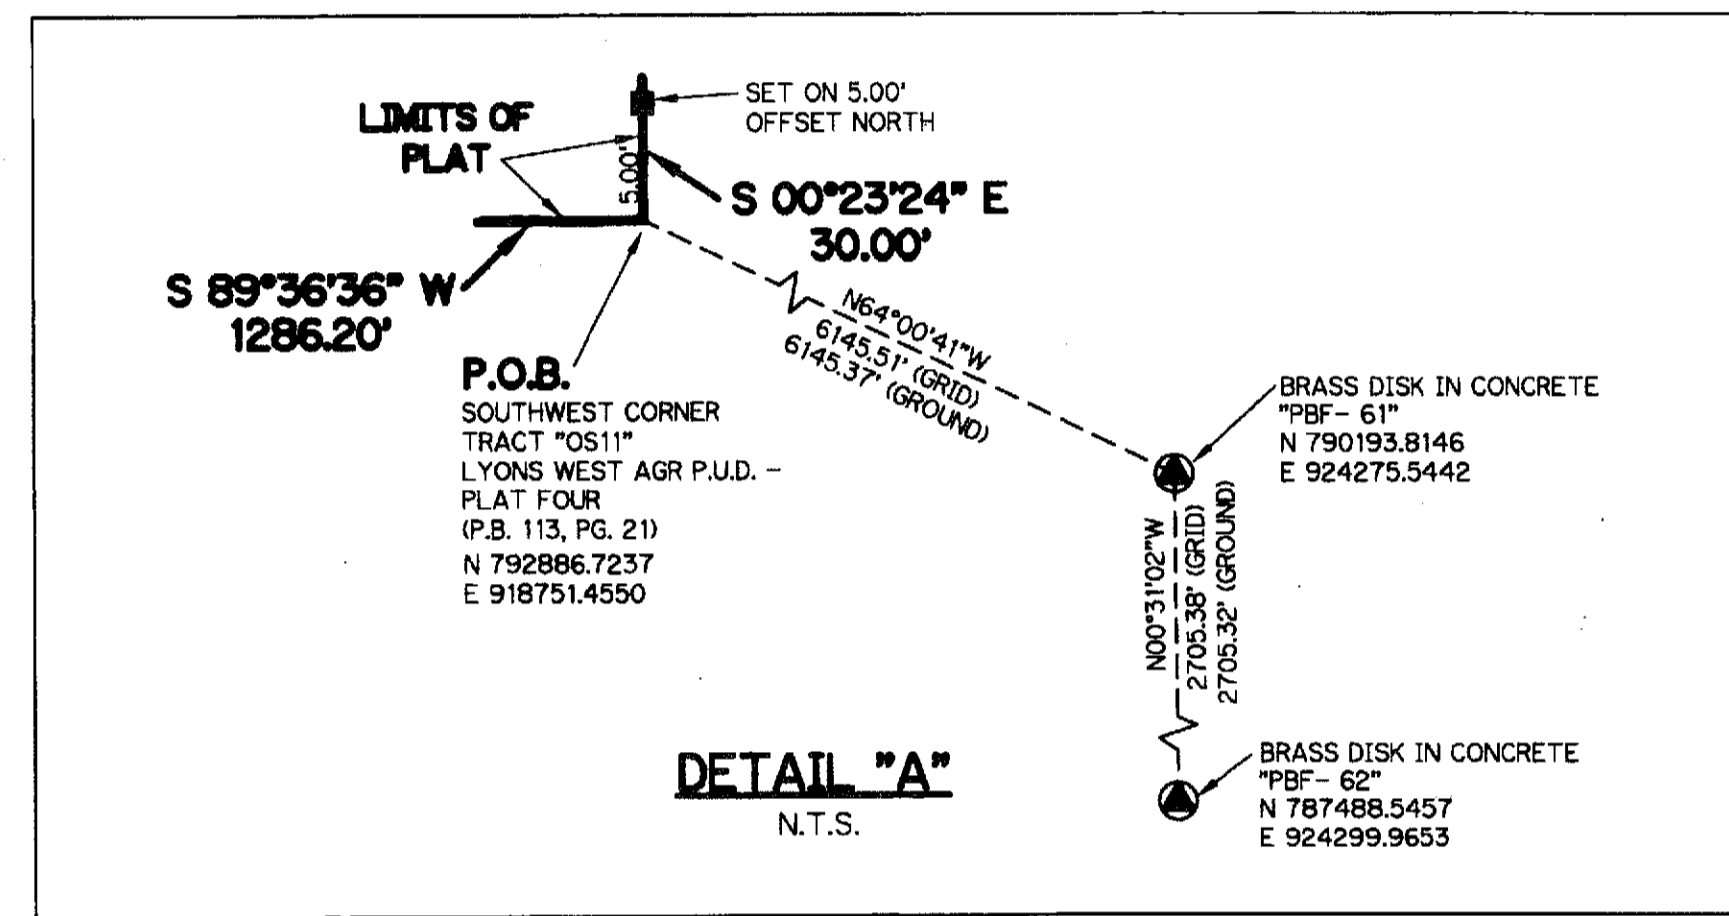 LIMITS OF
PLAT
SET ON 5.00'
OFFSET NORTH
5.00'
S 00°23'24" E
30.00'
S 89°36'36" W
1286.20'
P.O.B.
SOUTHWEST CORNER
TRACT "OS11"
LYONS WEST AGR P.U.D. -
PLAT FOUR
(P.B. 113, PG. 21)
N 792886.7237
E 918751.4550
N64°00'41"W
6145.51' (GRID)
6145.37' (GROUND)
BRASS DISK IN CONCRETE
"PBF- 61"
N 790193.8146
E 924275.5442
N00°31'02"W
2705.38' (GRID)
2705.32' (GROUND)
BRASS DISK IN CONCRETE
"PBF- 62"
N 787488.5457
E 924299.9653
DETAIL "A"
N.T.S.